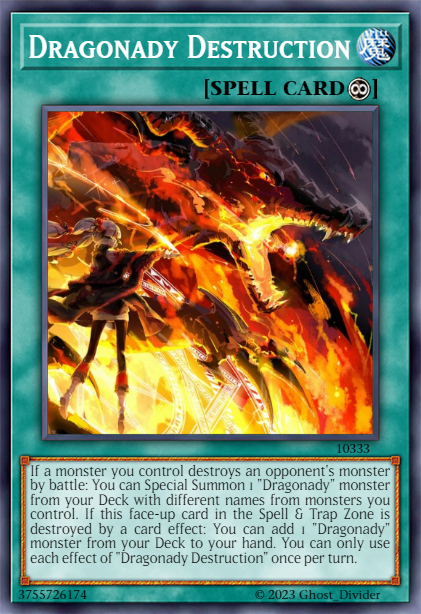 Dragonady Destruction
魔
[SPELL CARD]
10333
If a monster you control destroys an opponent's monster
by battle: You can Special Summon 1 "Dragonady" monster
from your Deck with different names from monsters you
control. If this face-up card in the Spell & Trap Zone is
destroyed by a card effect: You can add 1 "Dragonady"
monster from your Deck to your hand. You can only use
each effect of "Dragonady Destruction" once per turn.
3755726174
© 2023 Ghost_Divider